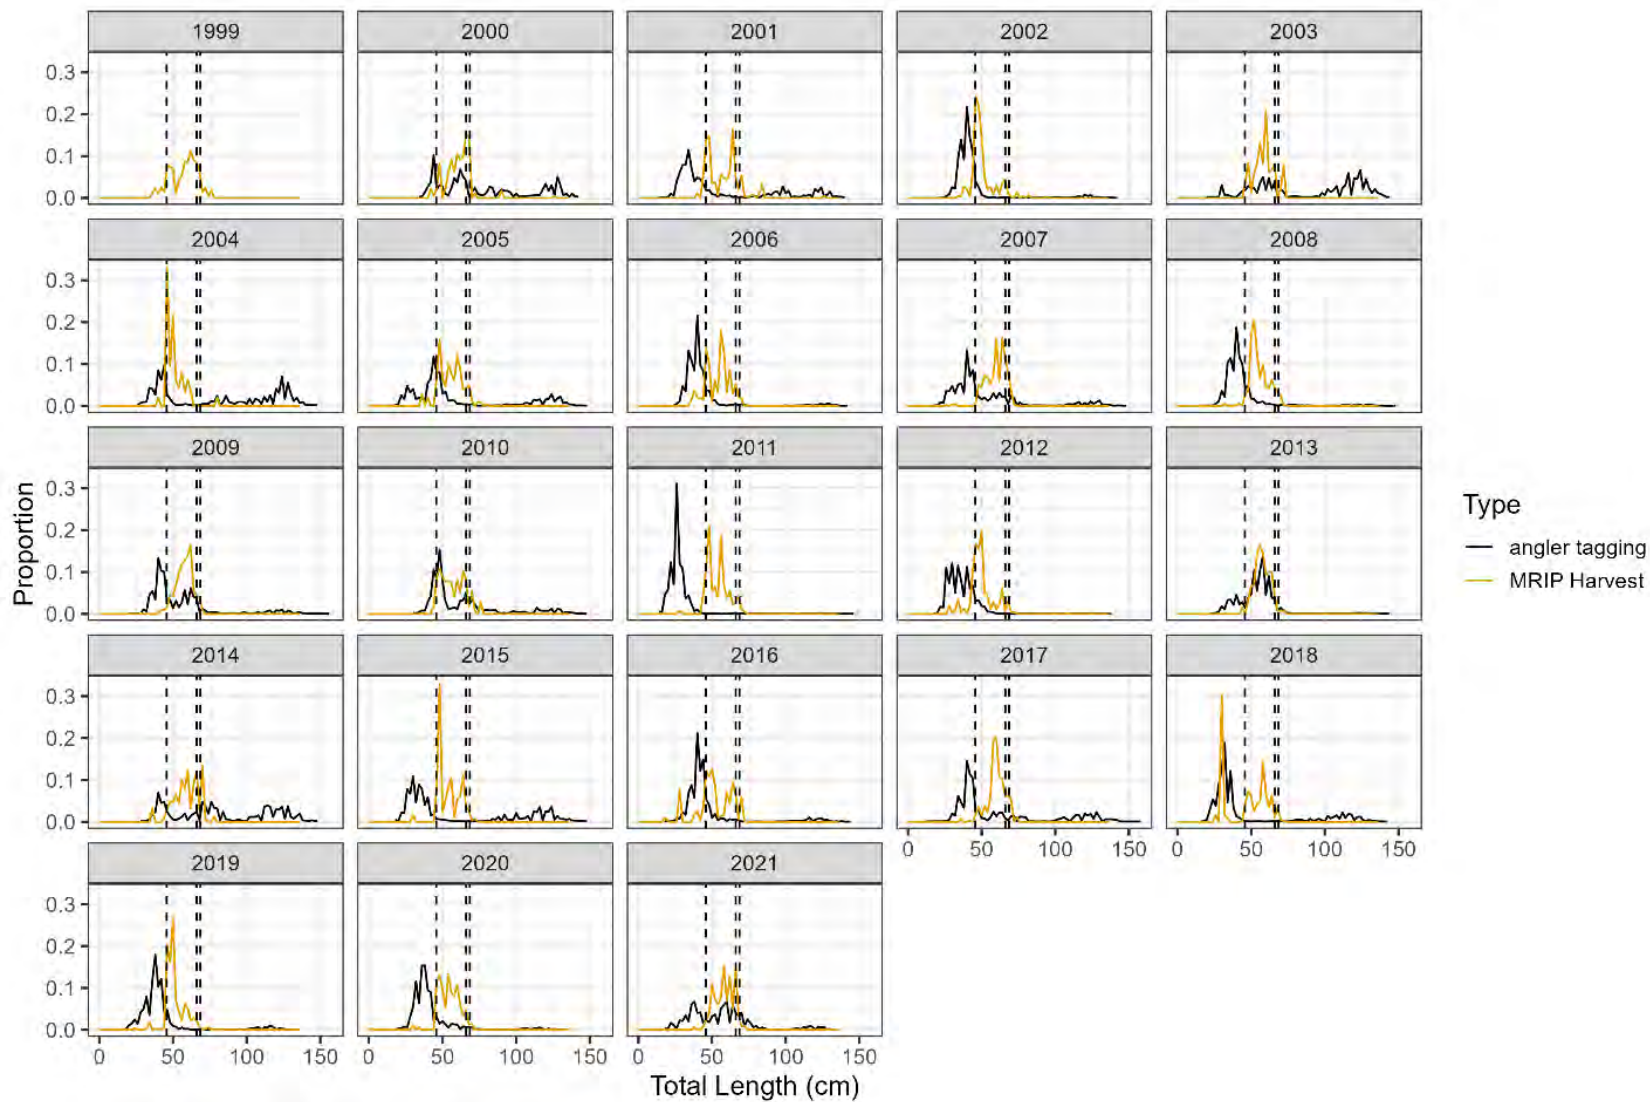 1999 2000 2001 2002 2003
0.3
0.2
0.1
0.0
2004 2005 2006 2007 2008
0.3
0.2
0.1
0.0
2009 2010 2011 2012 2013
0.3
0.2
0.1
0.0
Proportion
Type
angler tagging
MRIP Harvest
2014 2015 2016 2017 2018
0.3
0.2
0.1
0.0
0 50 100 150 0 50 100 150
2019 2020 2021
0.3
0.2
0.1
0.0
0 50 100 150 0 50 100 150 0 50 100 150
Total Length (cm)